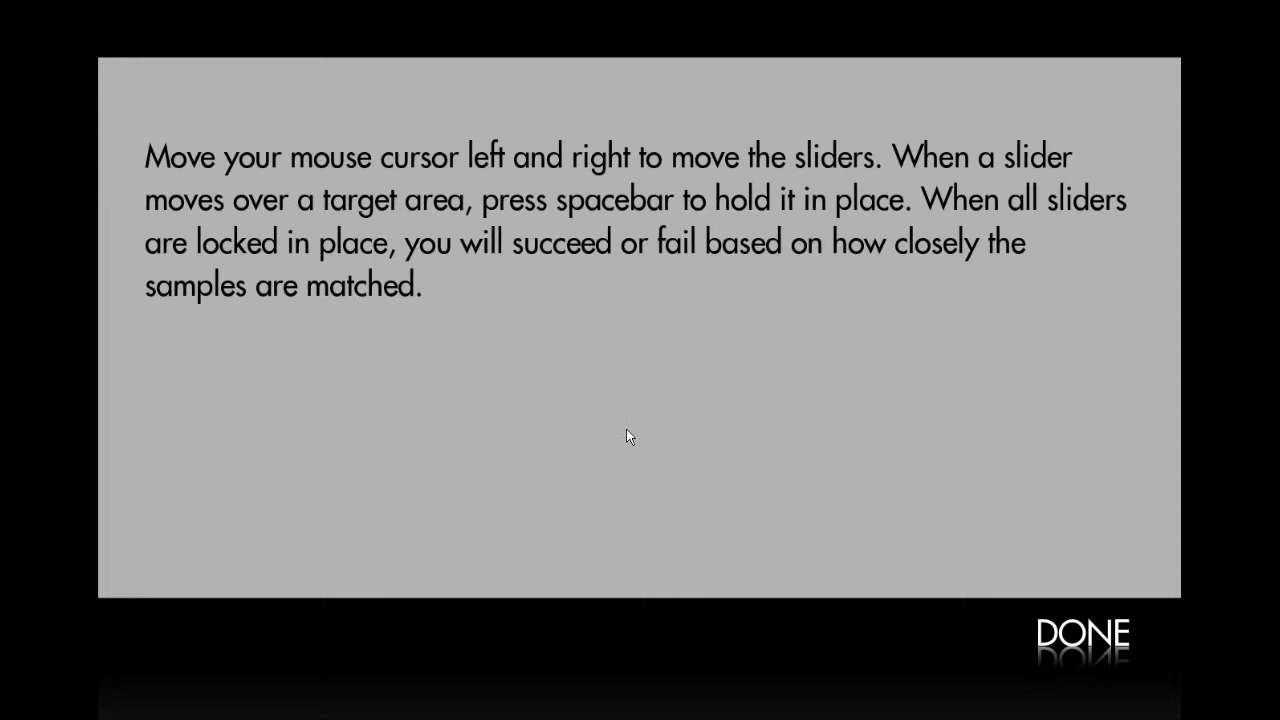 Move your mouse cursor left and right to move the sliders. When a slider
moves over a target area, press spacebar to hold it in place. When all sliders
are locked in place, you will succeed or fail based on how closely the
samples are matched.
DONE